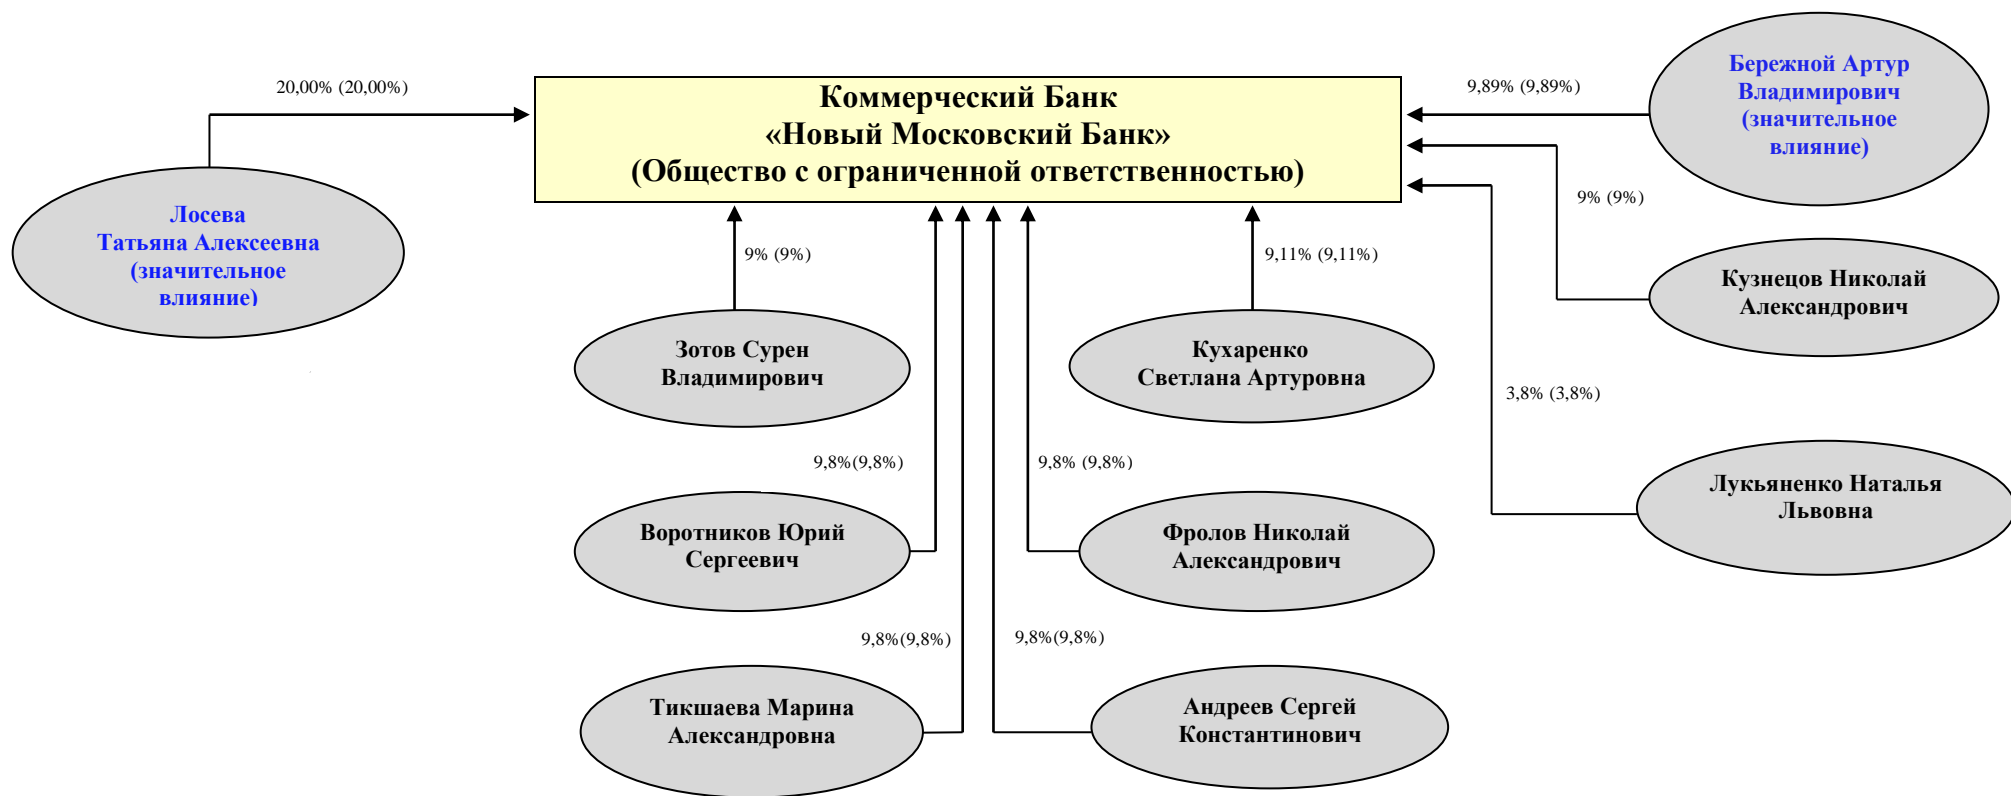 20,00% (20,00%)
Коммерческий Банк
«Новый Московский Банк»
(Общество с ограниченной ответственностью)
9,89% (9,89%)
Бережной Артур
Владимирович
(значительное
влияние)
Лосева
Татьяна Алексеевна
(значительное
влияние)
9% (9%)
9,11% (9,11%)
9% (9%)
Кузнецов Николай
Александрович
Зотов Сурен
Владимирович
Кухаренко
Светлана Артуровна
3,8% (3,8%)
9,8%(9,8%)
9,8% (9,8%)
Лукьяненко Наталья
Львовна
Воротников Юрий
Сергеевич
Фролов Николай
Александрович
9,8%(9,8%)
9,8%(9,8%)
Тикшаева Марина
Александровна
Андреев Сергей
Константинович